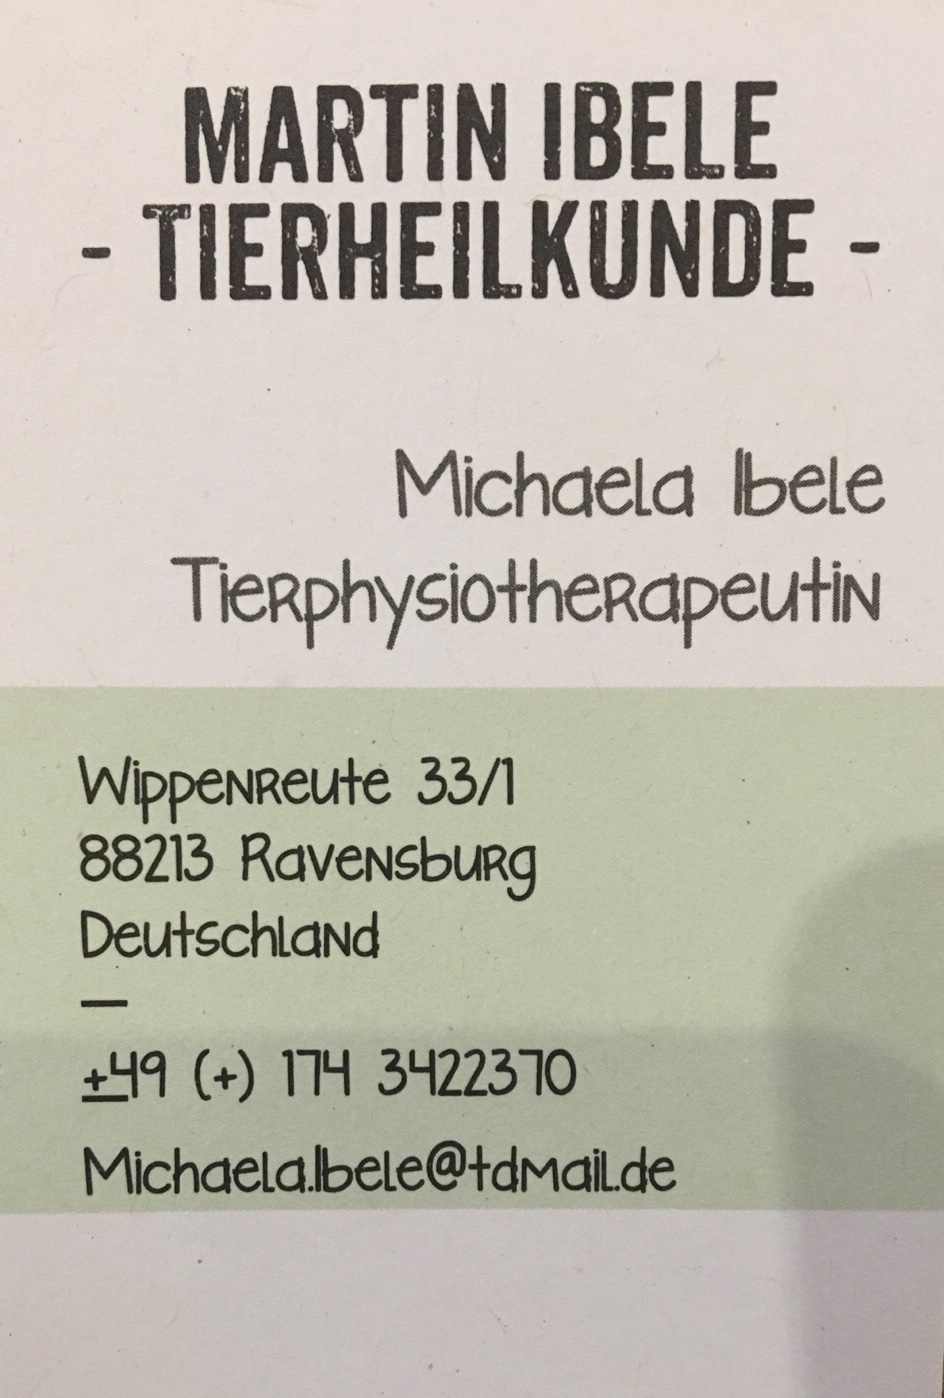 MARTIN IBELE
- TIERHEILKUNDE -
Michaela Ibele
Tierphysiotherapeutin
Wippenreute 33/1
88213 Ravensburg
Deutschland
—
+49 (+) 174 3422370
Michaela.Ibele@tdmail.de